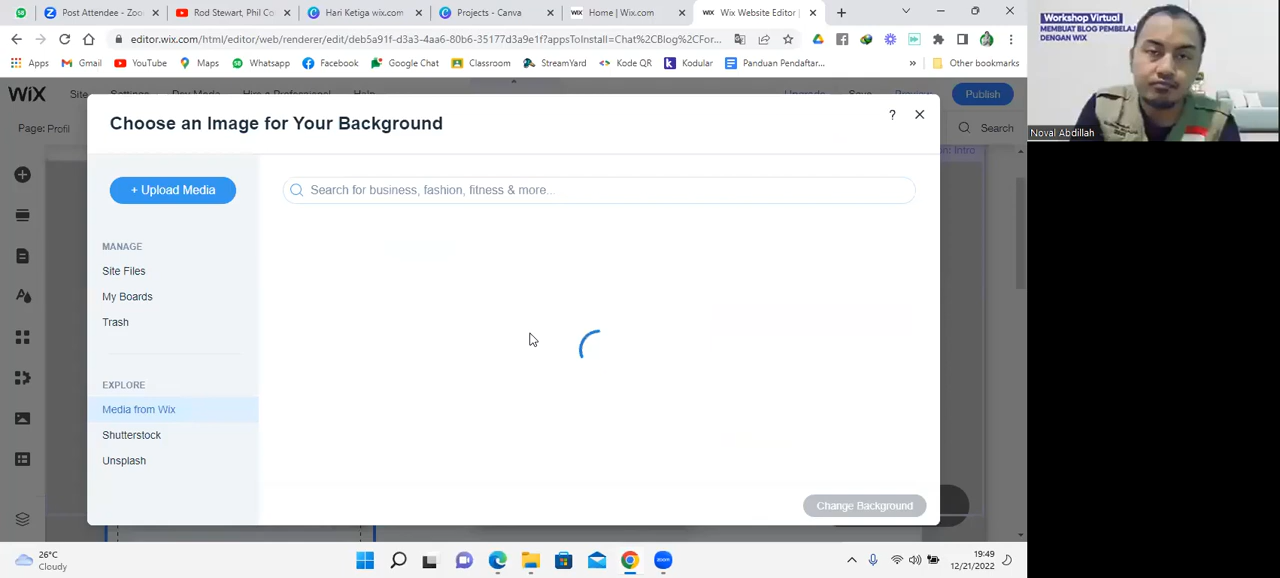 Post Attendee - Zoom
Rod Stewart, Phil Co
Hari Ketiga wix.com
Projects - Canva
WiX
Home | Wix.com
WiX
Wix Website Editor |
editor.wix.com/html/editor/web/renderer/edit/
-4aa6-80b6-35177d3a9e1f?appsToInstall=Chat%2CBlog%2CFor...
Apps
Gmail
YouTube
Maps
Whatsapp
Facebook
Google Chat
Classroom
StreamYard
Kode QR
Kodular
Panduan Pendaftar...
»
Other bookmarks
WiX
Site
Settings
Dev Mode
Hire a Professional
Help
Upgrade
Save
Preview
Publish
Page: Profil
Search
Choose an Image for Your Background
?
+ Upload Media
Search for business, fashion, fitness & more...
MANAGE
Site Files
My Boards
Trash
EXPLORE
Media from Wix
Shutterstock
Unsplash
Change Background
: Intro
26°C
Cloudy
zoom
19:49
12/21/2022
Workshop Virtual
MEMBUAT BLOG PEMBELAJ
DENGAN WIX
Noval Abdillah